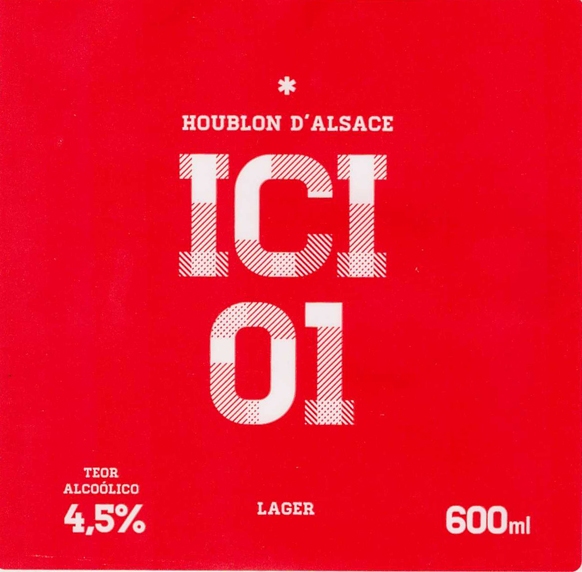 *
HOUBLON D'ALSACE
ICI
01
TEOR
ALCOÓLICO
4,5%
LAGER
600ml